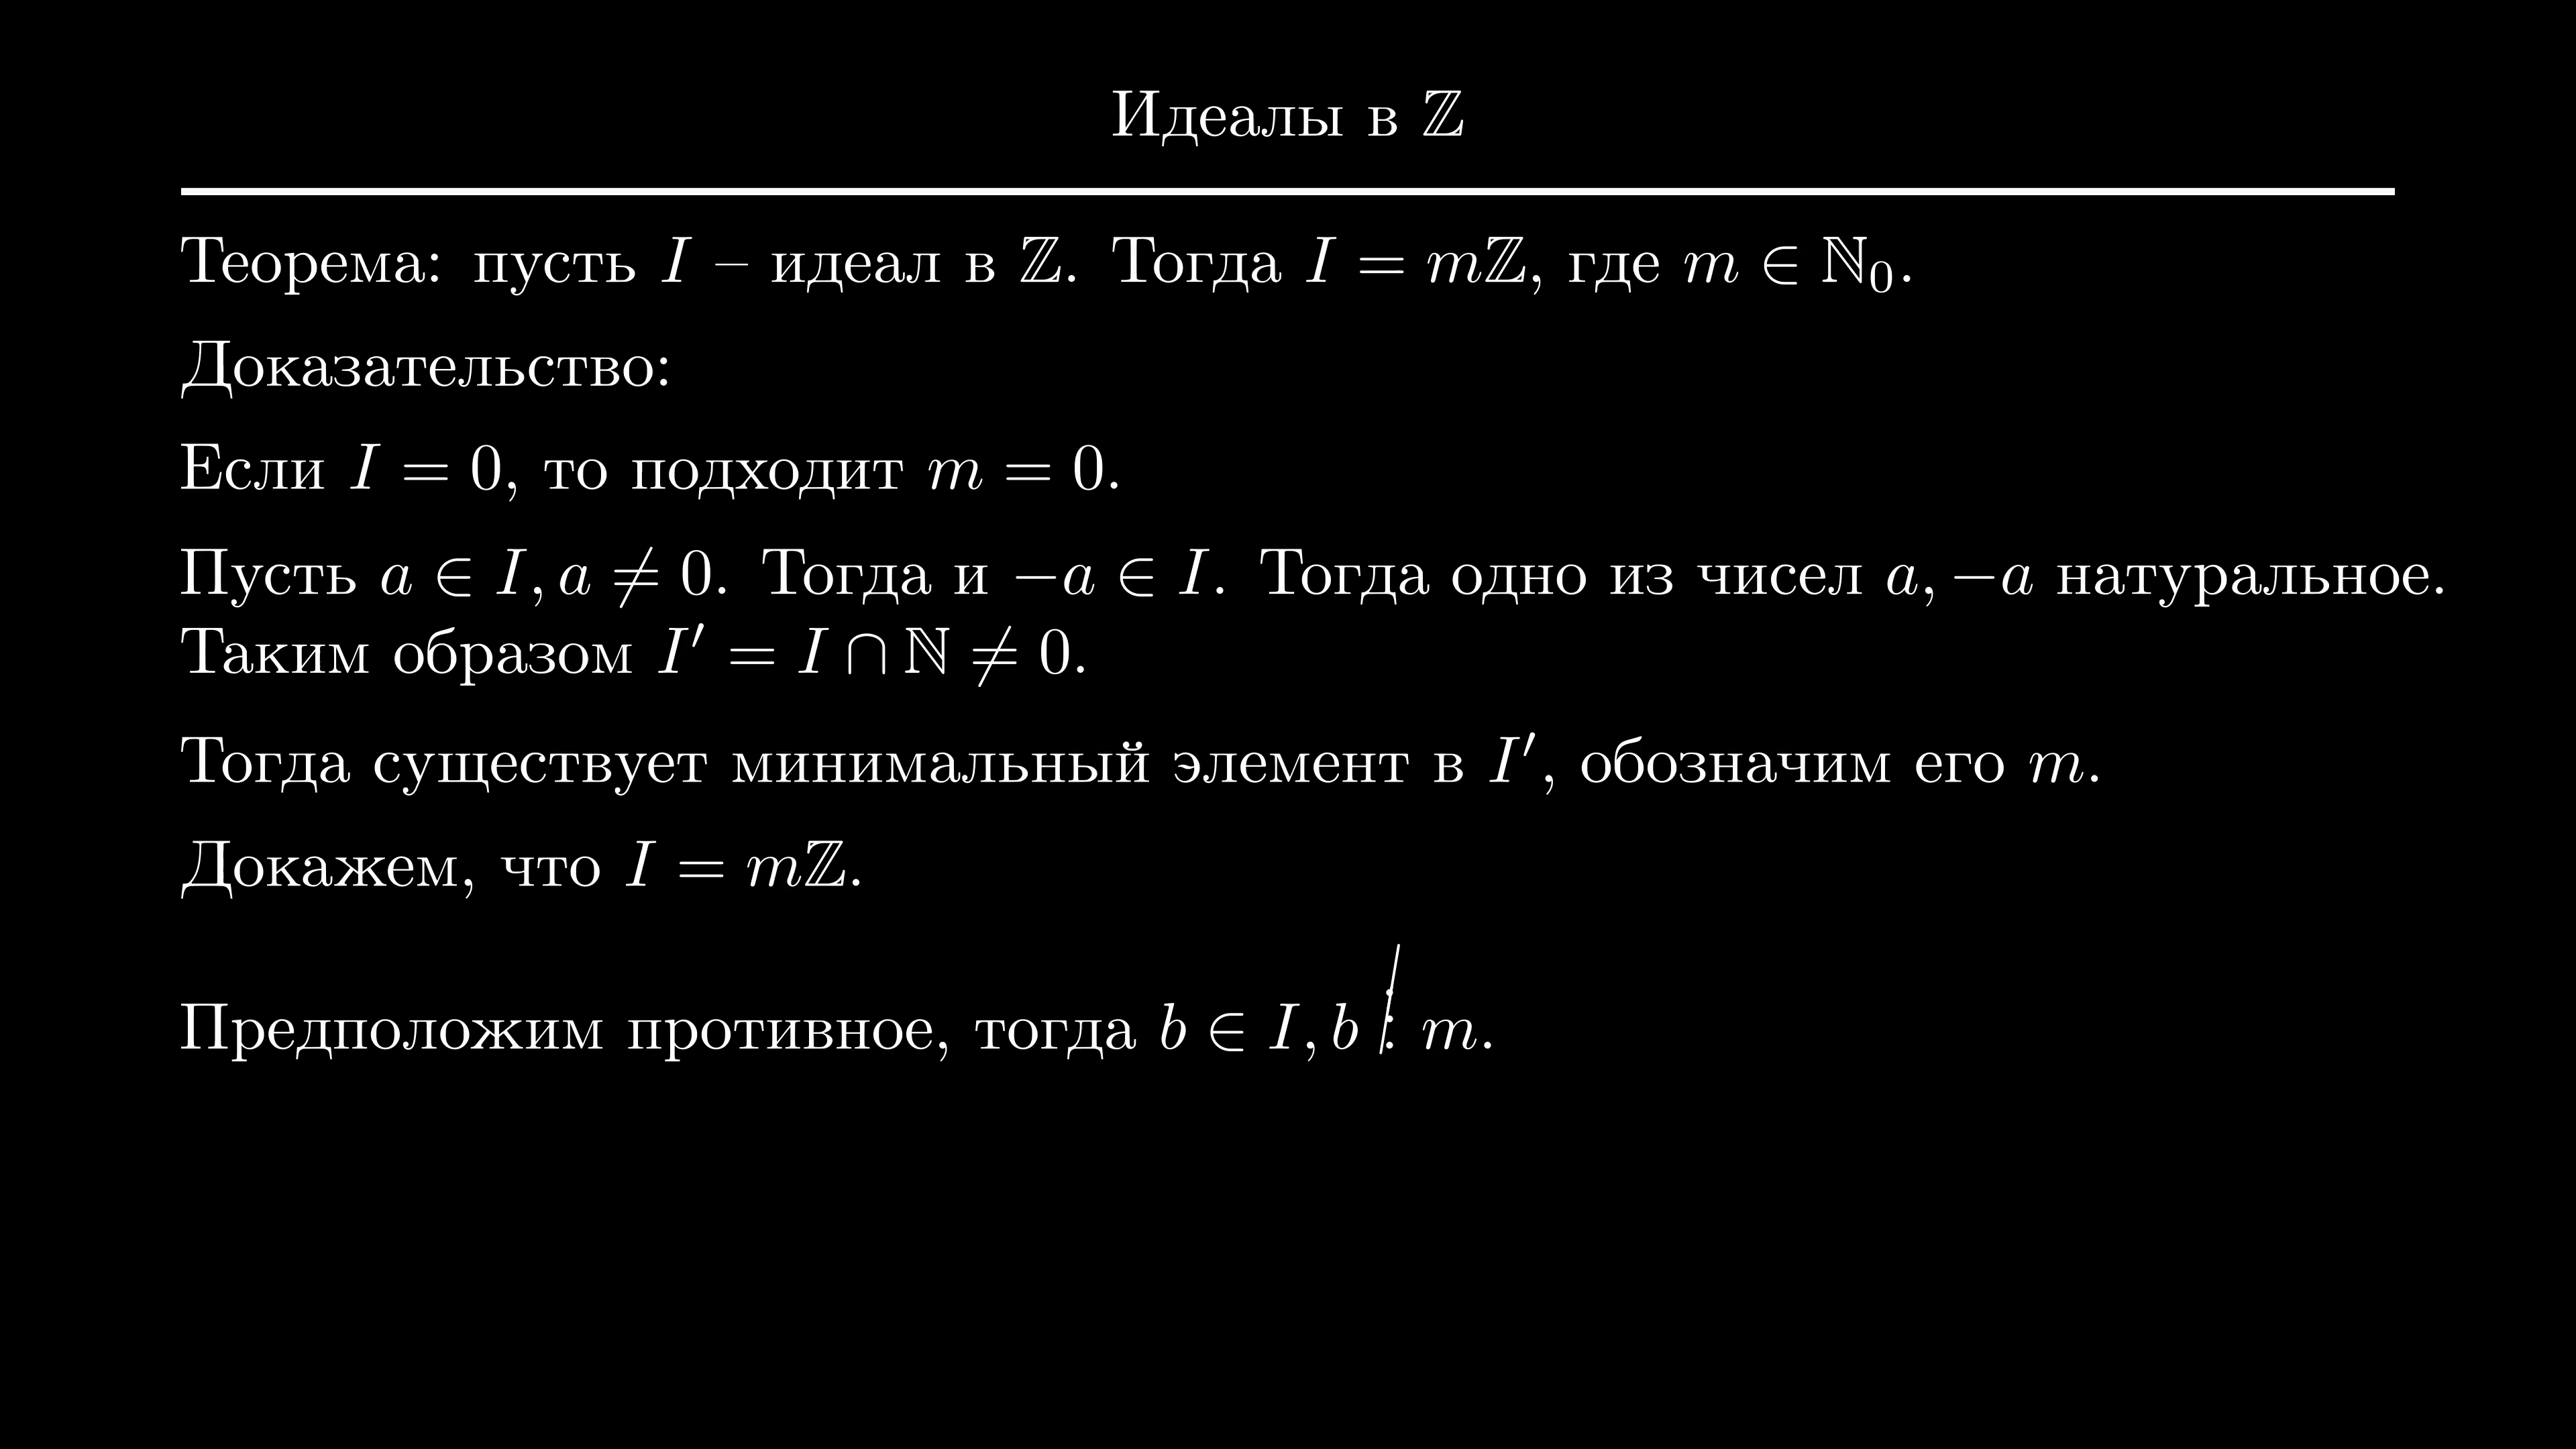 Идеалы в ℤ
Теорема: пусть I – идеал в ℤ. Тогда I = mℤ, где m ∈ ℕ₀.
Доказательство:
Если I = 0, то подходит m = 0.
Пусть a ∈ I, a ≠ 0. Тогда и −a ∈ I. Тогда одно из чисел a, −a натуральное.
Таким образом I′ = I ∩ ℕ ≠ 0.
Тогда существует минимальный элемент в I′, обозначим его m.
Докажем, что I = mℤ.
Предположим противное, тогда b ∈ I, b ⋮̸ m.